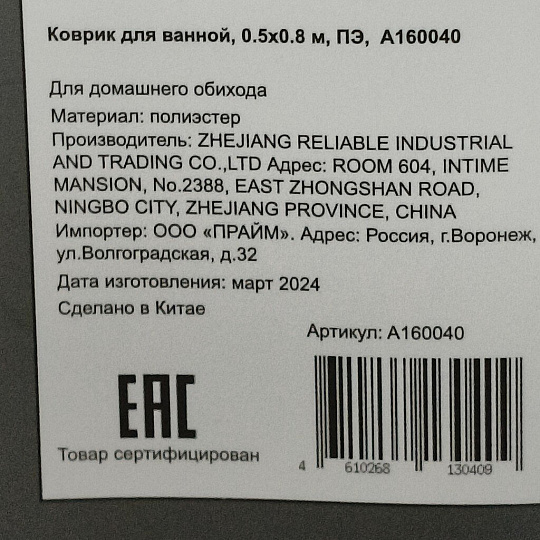 Коврик для ванной, 0.5х0.8 м, ПЭ, А160040
Для домашнего обихода
Материал: полиэстер
Производитель: ZHEJIANG RELIABLE INDUSTRIAL
AND TRADING CO.,LTD Адрес: ROOM 604, INTIME
MANSION, No.2388, EAST ZHONGSHAN ROAD,
NINGBO CITY, ZHEJIANG PROVINCE, CHINA
Импортер: ООО «ПРАЙМ». Адрес: Россия, г.Воронеж,
ул.Волгоградская, д.32
Дата изготовления: март 2024
Сделано в Китае
Артикул: А160040
ЕАС
Товар сертифицирован
4 610268 130409